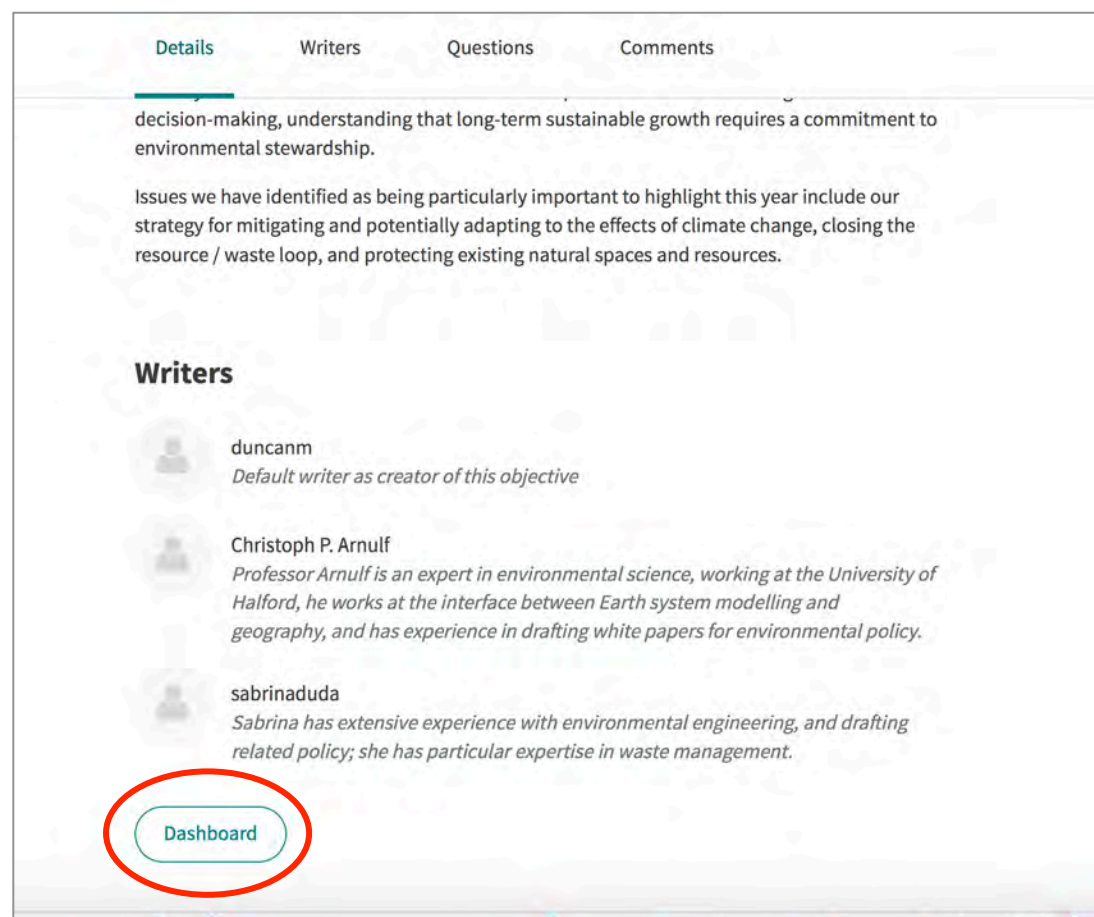 Details Writers Questions Comments
decision-making, understanding that long-term sustainable growth requires a commitment to
environmental stewardship.
Issues we have identified as being particularly important to highlight this year include our
strategy for mitigating and potentially adapting to the effects of climate change, closing the
resource / waste loop, and protecting existing natural spaces and resources.
Writers
duncanm
Default writer as creator of this objective
Christoph P. Arnulf
Professor Arnulf is an expert in environmental science, working at the University of
Halford, he works at the interface between Earth system modelling and
geography, and has experience in drafting white papers for environmental policy.
sabrinaduda
Sabrina has extensive experience with environmental engineering, and drafting
related policy; she has particular expertise in waste management.
Dashboard